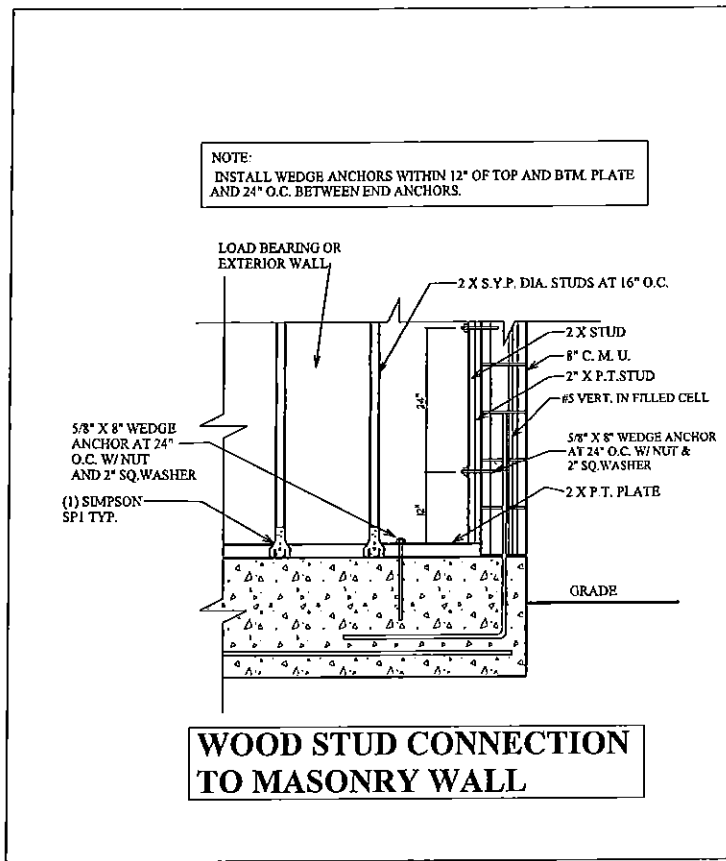 NOTE:
INSTALL WEDGE ANCHORS WITHIN 12" OF TOP AND BTM. PLATE
AND 24" O.C. BETWEEN END ANCHORS.
LOAD BEARING OR
EXTERIOR WALL
2 X S.Y.P. DIA. STUDS AT 16" O.C.
2 X STUD
8" C. M. U.
2" X P.T.STUD
#5 VERT. IN FILLED CELL
5/8" X 8" WEDGE
ANCHOR AT 24"
O.C. W/ NUT
AND 2" SQ.WASHER
(1) SIMPSON
SP1 TYP.
24"
12"
5/8" X 8" WEDGE ANCHOR
AT 24" O.C. W/ NUT &
2" SQ.WASHER
2 X P.T. PLATE
GRADE
WOOD STUD CONNECTION
TO MASONRY WALL